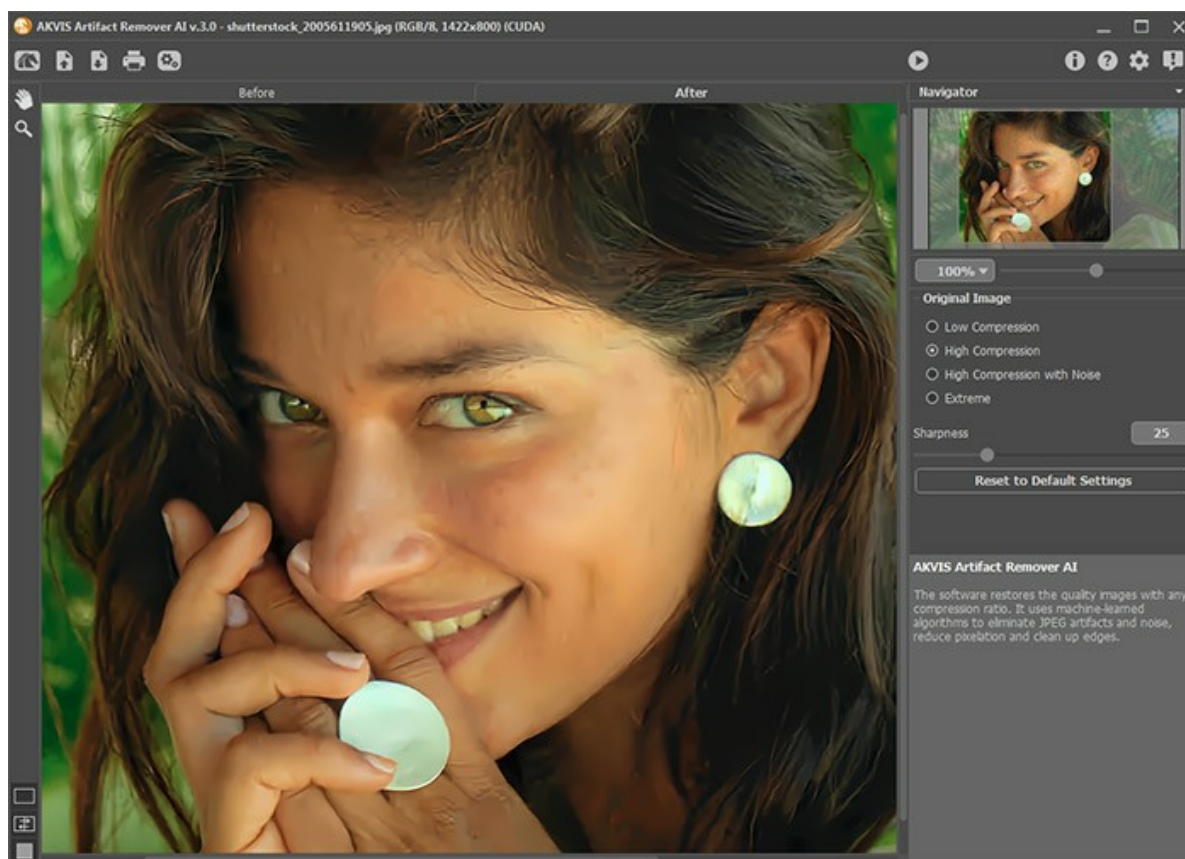 AKVIS Artifact Remover AI v.3.0 - shutterstock_2005611905.jpg (RGB/8, 1422x800) (CUDA)
Before
After
Navigator
100%
Original Image
Low Compression
High Compression
High Compression with Noise
Extreme
Sharpness
25
Reset to Default Settings
AKVIS Artifact Remover AI
The software restores the quality images with any
compression ratio. It uses machine-learned
algorithms to eliminate JPEG artifacts and noise,
reduce pixelation and clean up edges.